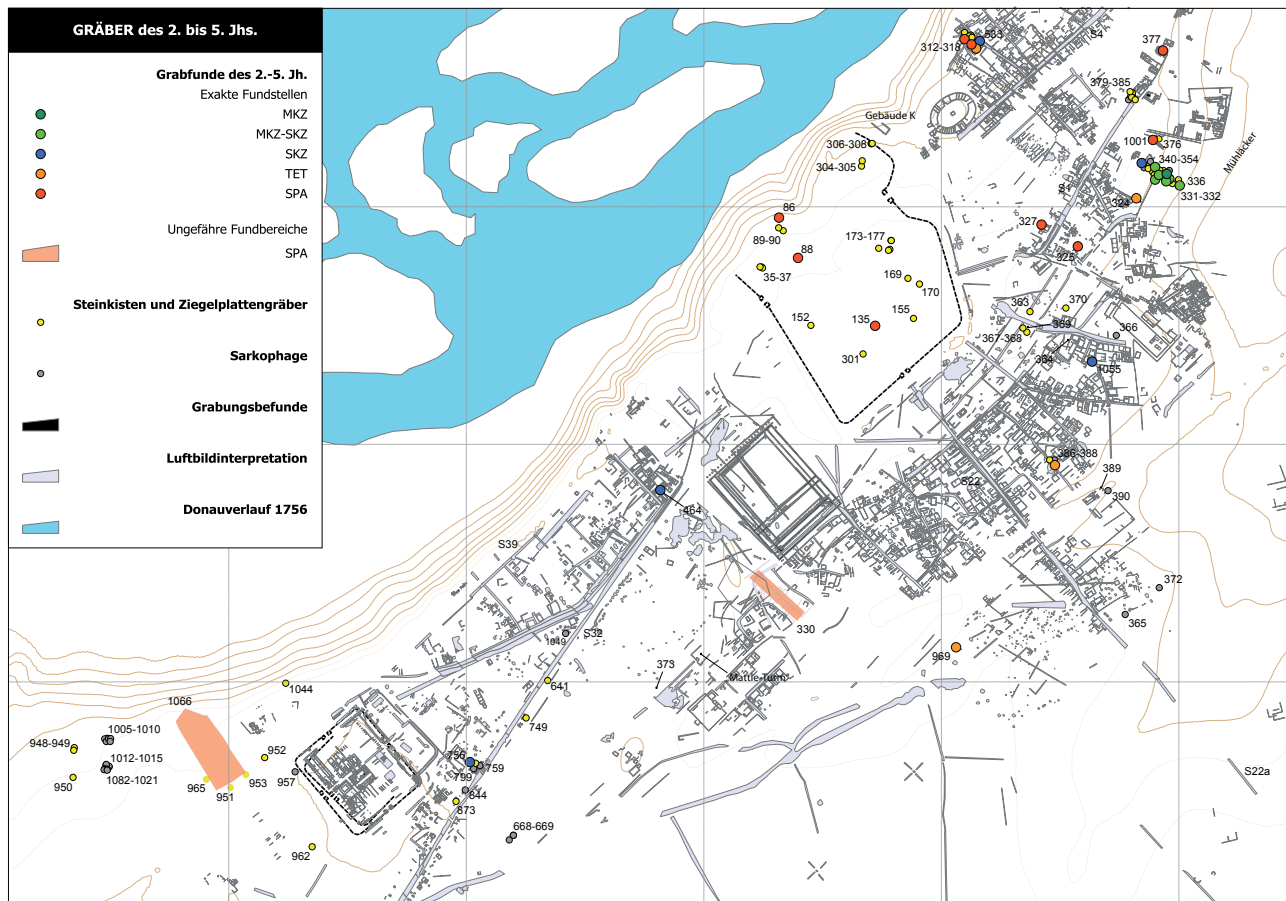 GRÄBER des 2. bis 5. Jhs.
Grabfunde des 2.-5. Jh.
Exakte Fundstellen
MKZ
MKZ-SKZ
SKZ
TET
SPA
Ungefähre Fundbereiche
SPA
Steinkisten und Ziegelplattengräber
Sarkophage
Grabungsbefunde
Luftbildinterpretation
Donauverlauf 1756
533
312-318
S4
377
379-385
Gebäude K
306-308
304-305
1001
376
340-354
Mühläcker
336
331-332
S1
324
86
89-90
88
173-177
327
325
35-37
169
170
152
135
155
363
370
369
366
367-368
364
301
1055
386-388
S22
389
390
464
S39
372
365
330
969
1049
S32
373
Mattle-Turm
641
1044
1066
749
1005-1010
948-949
1012-1015
1082-1021
950
952
953
957
965
951
756
759
799
844
873
668-669
962
S22a